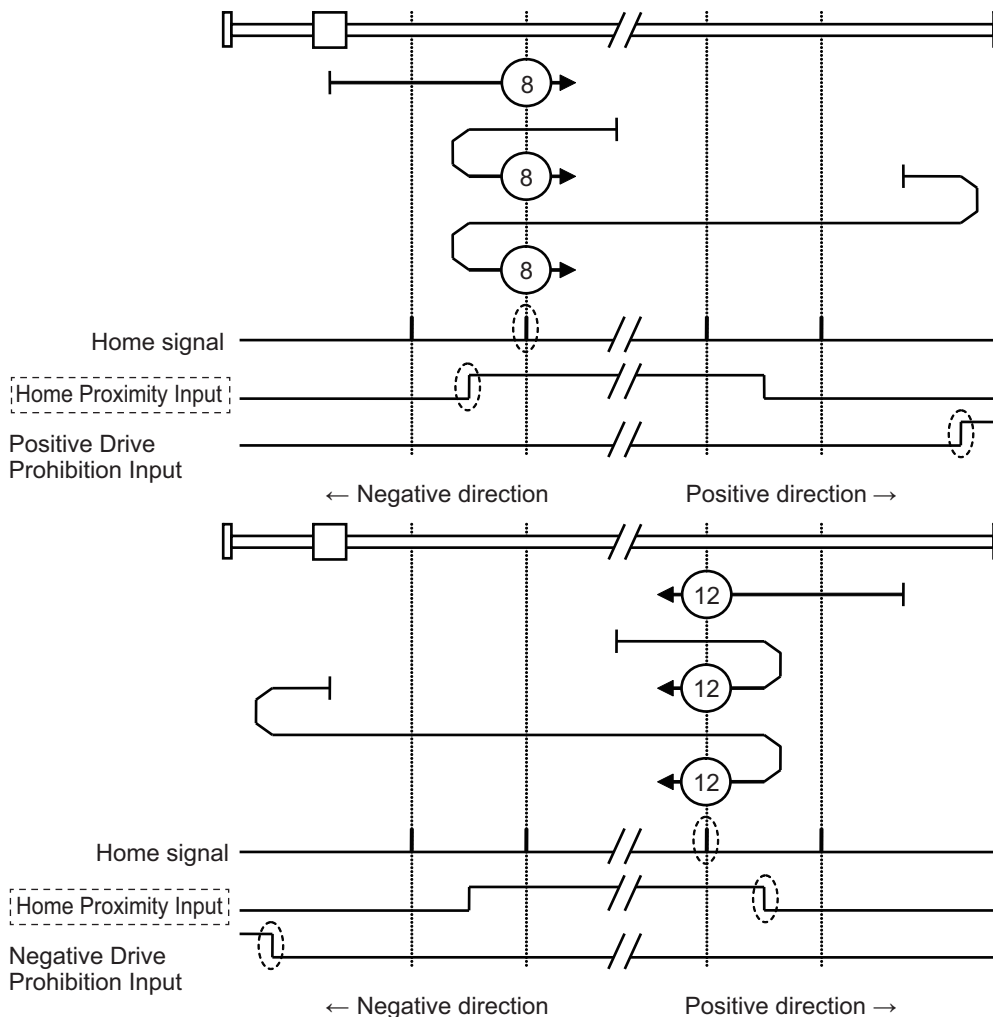 8
8
8
Home signal
Home Proximity Input
Positive Drive
Prohibition Input
← Negative direction Positive direction →
12
12
12
Home signal
Home Proximity Input
Negative Drive
Prohibition Input
← Negative direction Positive direction →